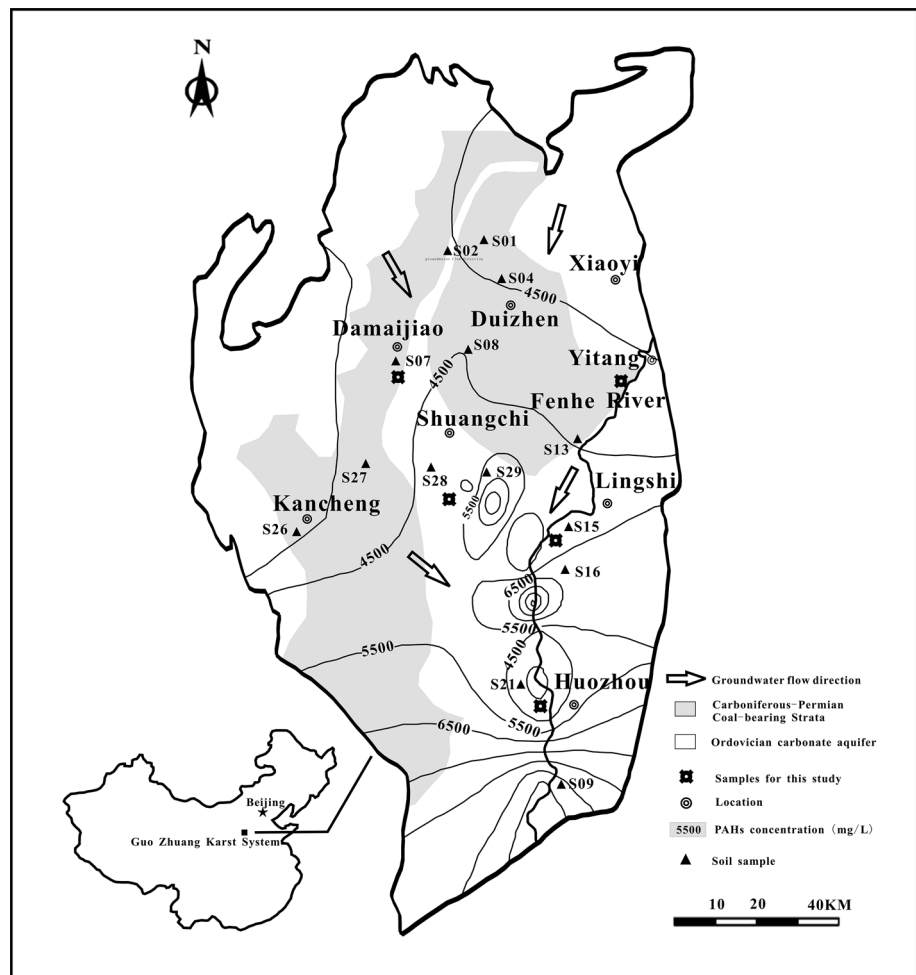 N
S01
S02
groundwater flow direction
S04
Xiaoyi
4500
Duizhen
Damaijiao
S08
S07
Yitang
4500
Fenhe River
Shuangchi
S13
S27
S28
S29
Lingshi
5500
Kancheng
S26
S15
4500
S16
6500
5500
4500
5500
S21
Huozhou
5500
6500
S09
Groundwater flow direction
Carboniferous-Permian
Coal-bearing Strata
Ordovician carbonate aquifer
Samples for this study
Location
5500 PAHs concentration (mg/L)
Soil sample
Beijing
Guo Zhuang Karst System
10 20 40KM